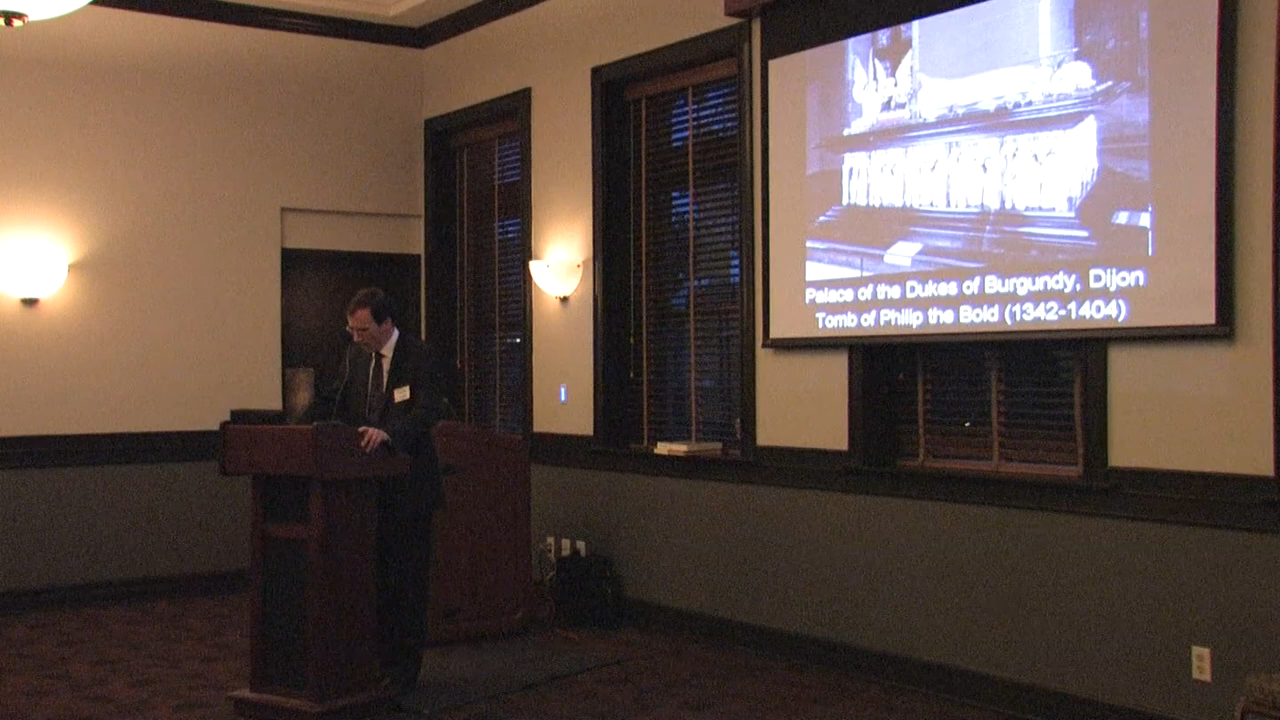 Palace of the Dukes of Burgundy, Dijon
Tomb of Philip the Bold (1342-1404)